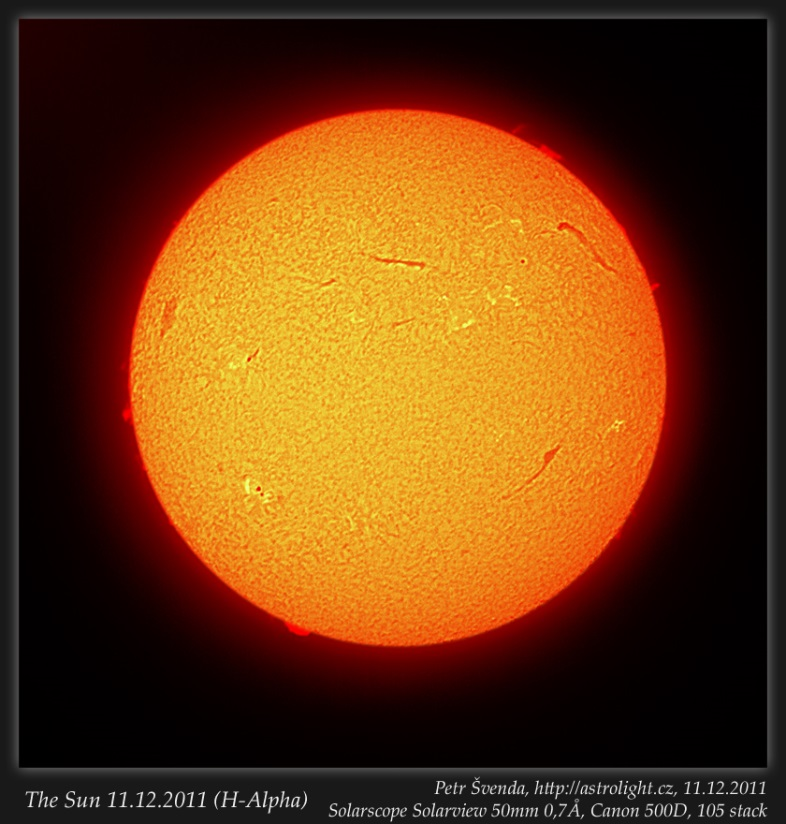 The Sun 11.12.2011 (H-Alpha)
Petr Švenda, http://astrolight.cz, 11.12.2011
Solarscope Solarview 50mm 0,7Å, Canon 500D, 105 stack